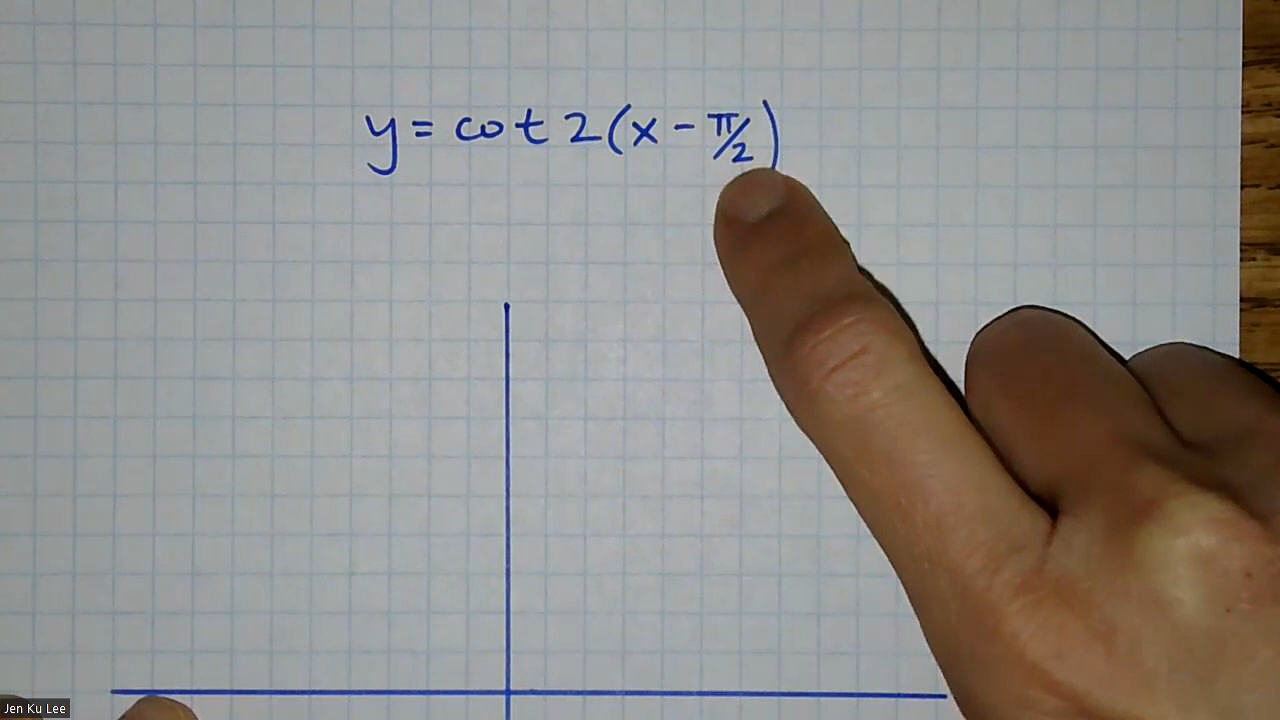 y = cot 2(x - π/2)
Jen Ku Lee